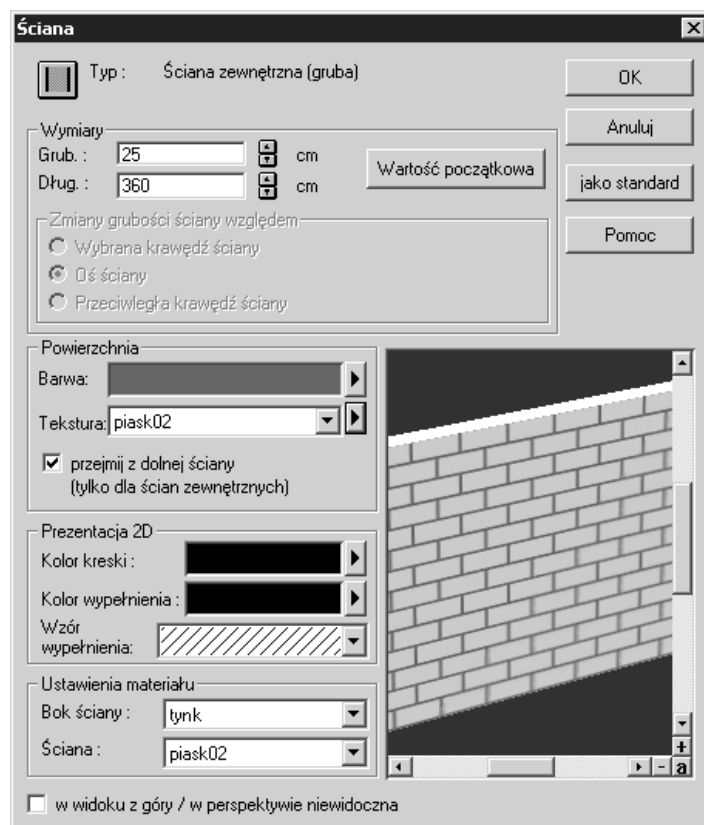 Ściana
Typ : Ściana zewnętrzna (gruba)
OK
Anuluj
jako standard
Pomoc
Wymiary
Grub. : 25 cm
Dług. : 360 cm
Wartość początkowa
Zmiany grubości ściany względem
Wybrana krawędź ściany
Oś ściany
Przeciwległa krawędź ściany
Powierzchnia
Barwa:
Tekstura: piask02
przejmij z dolnej ściany
(tylko dla ścian zewnętrznych)
Prezentacja 2D
Kolor kreski :
Kolor wypełnienia :
Wzór
wypełnienia:
Ustawienia materiału
Bok ściany : tynk
Ściana : piask02
+
- a
w widoku z góry / w perspektywie niewidoczna